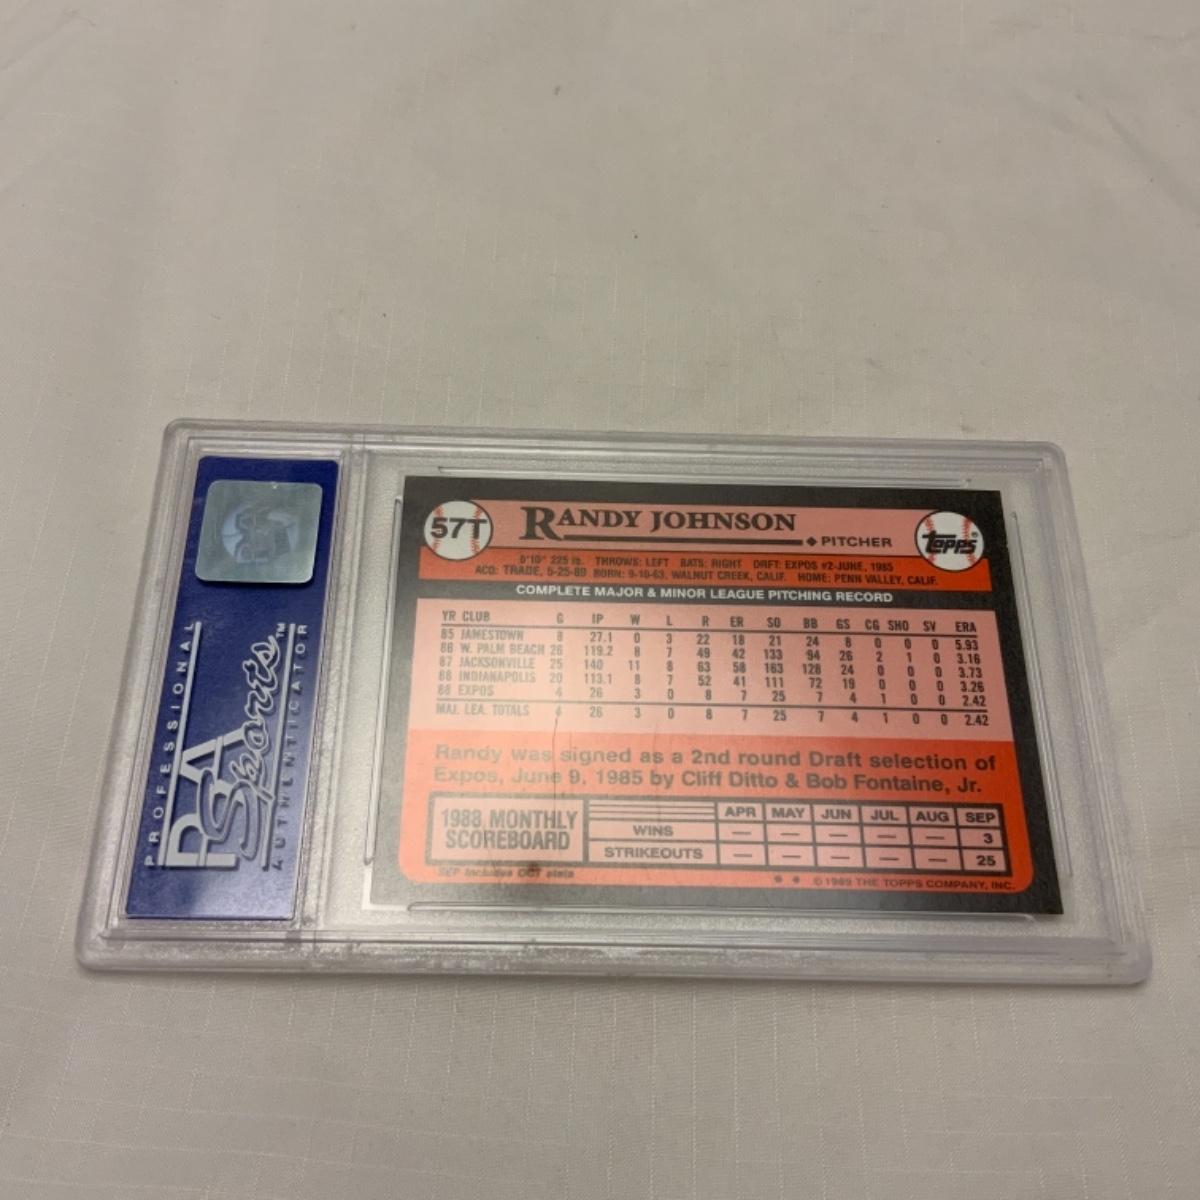 PROFESSIONAL
PSA
Sports™
AUTHENTICATOR
57T
RANDY JOHNSON
◆ PITCHER
topps®
6'10" 225 lb. THROWS: LEFT BATS: RIGHT DRFT: EXPOS #2-JUNE, 1985
ACQ: TRADE, 5-25-89 BORN: 9-10-63, WALNUT CREEK, CALIF. HOME: PENN VALLEY, CALIF.
COMPLETE MAJOR & MINOR LEAGUE PITCHING RECORD
YR CLUB G IP W L R ER SO BB GS CG SHO SV ERA
85 JAMESTOWN 8 27.1 0 3 22 18 21 24 8 0 0 0 5.93
86 W. PALM BEACH 26 119.2 8 7 49 42 133 94 26 2 1 0 3.16
87 JACKSONVILLE 25 140 11 8 63 58 163 128 24 0 0 0 3.73
88 INDIANAPOLIS 20 113.1 8 7 52 41 111 72 19 0 0 0 3.26
88 EXPOS 4 26 3 0 8 7 25 7 4 1 0 0 2.42
MAJ. LEA. TOTALS 4 26 3 0 8 7 25 7 4 1 0 0 2.42
Randy was signed as a 2nd round Draft selection of
Expos, June 9, 1985 by Cliff Ditto & Bob Fontaine, Jr.
1988 MONTHLY
SCOREBOARD
APR MAY JUN JUL AUG SEP
WINS — — — — — 3
STRIKEOUTS — — — — — 25
SEP includes OCT stats
© 1989 THE TOPPS COMPANY, INC.